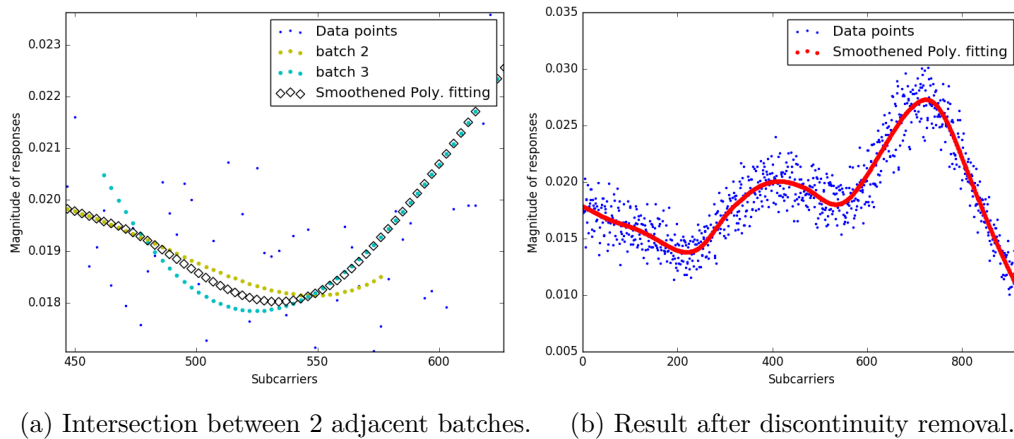 0.023
0.022
0.021
0.020
0.019
0.018
Magnitude of responses
450
500
550
600
Subcarriers
Data points
batch 2
batch 3
Smoothened Poly. fitting
0.035
0.030
0.025
0.020
0.015
0.010
0.005
Magnitude of responses
0
200
400
600
800
Subcarriers
Data points
Smoothened Poly. fitting
(a) Intersection between 2 adjacent batches.
(b) Result after discontinuity removal.